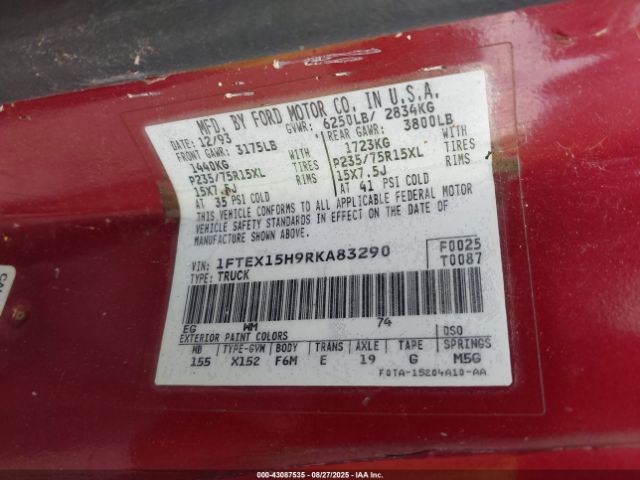 MFD. BY FORD MOTOR CO. IN U.S.A.
DATE: 12/93 GVWR: 6250LB/ 2834KG
FRONT GAWR: 3175LB REAR GAWR: 3800LB
1440KG WITH 1723KG WITH
P235/75R15XL TIRES P235/75R15XL TIRES
15X7.5J RIMS 15X7.5J RIMS
AT 35 PSI COLD AT 41 PSI COLD
THIS VEHICLE CONFORMS TO ALL APPLICABLE FEDERAL MOTOR
VEHICLE SAFETY STANDARDS IN EFFECT ON THE DATE OF
MANUFACTURE SHOWN ABOVE.
VIN: 1FTEX15H9RKA83290 F0025
TYPE: TRUCK T0087
EG WM 74 DSO
EXTERIOR PAINT COLORS
WB TYPE-GVW BODY TRANS AXLE TAPE SPRINGS
155 X152 F6M E 19 G M5G
F0TA-15204A10-AA
000-43087535 - 08/27/2025 - IAAI.COM